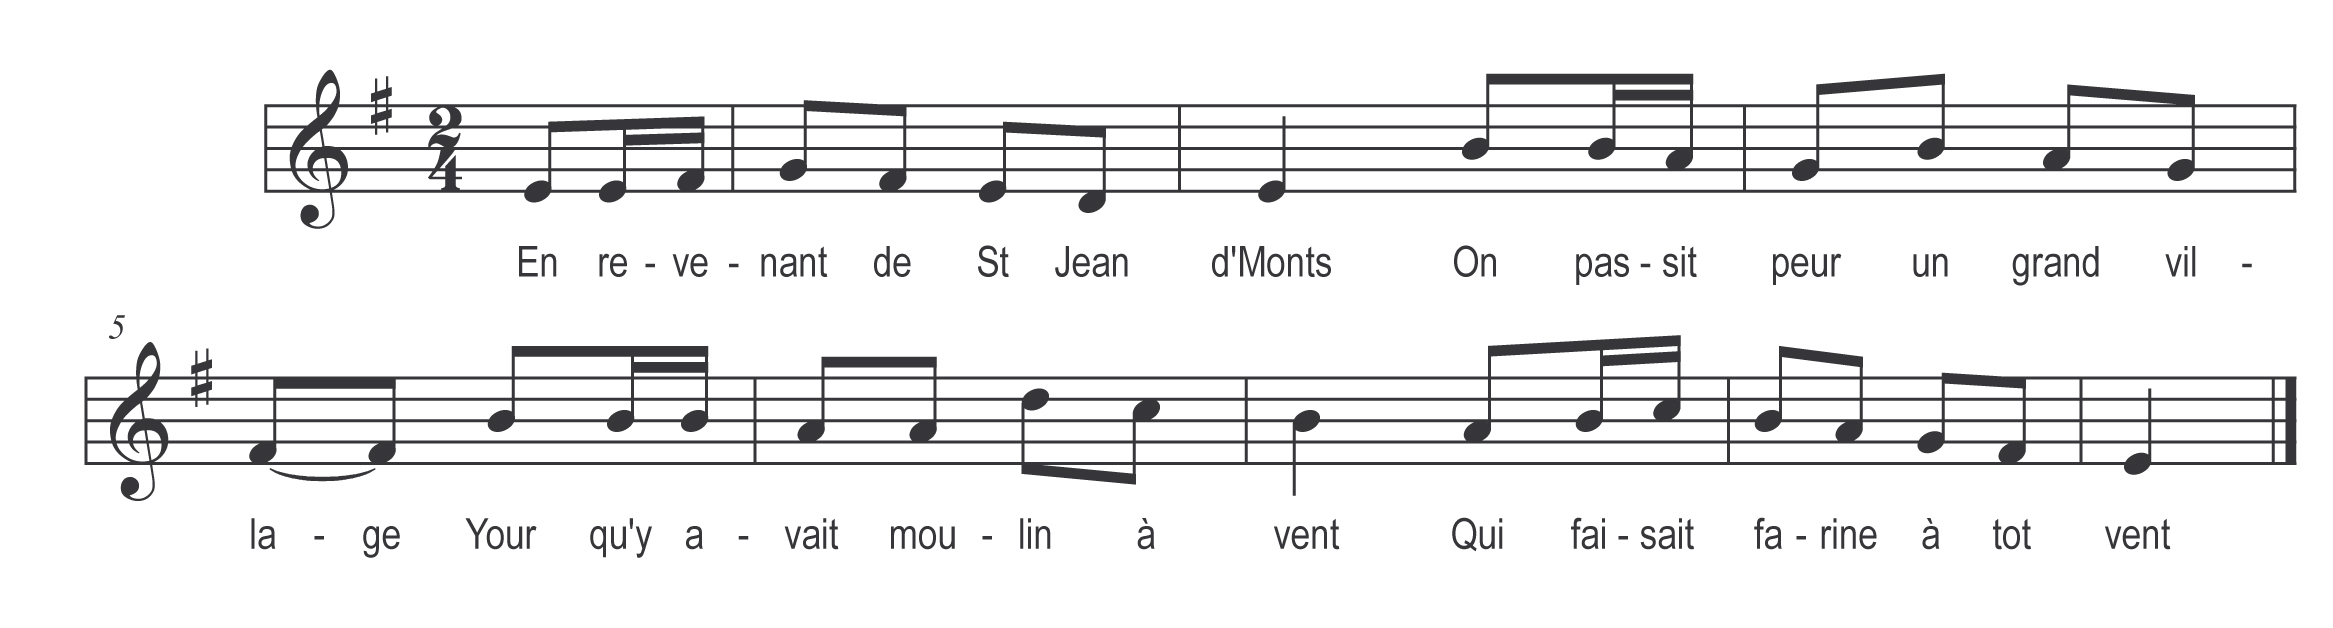 En re - ve - nant de St Jean d'Monts On pas - sit peur un grand vil -
5
la - ge Your qu'y a - vait mou - lin à vent Qui fai - sait fa - rine à tot vent